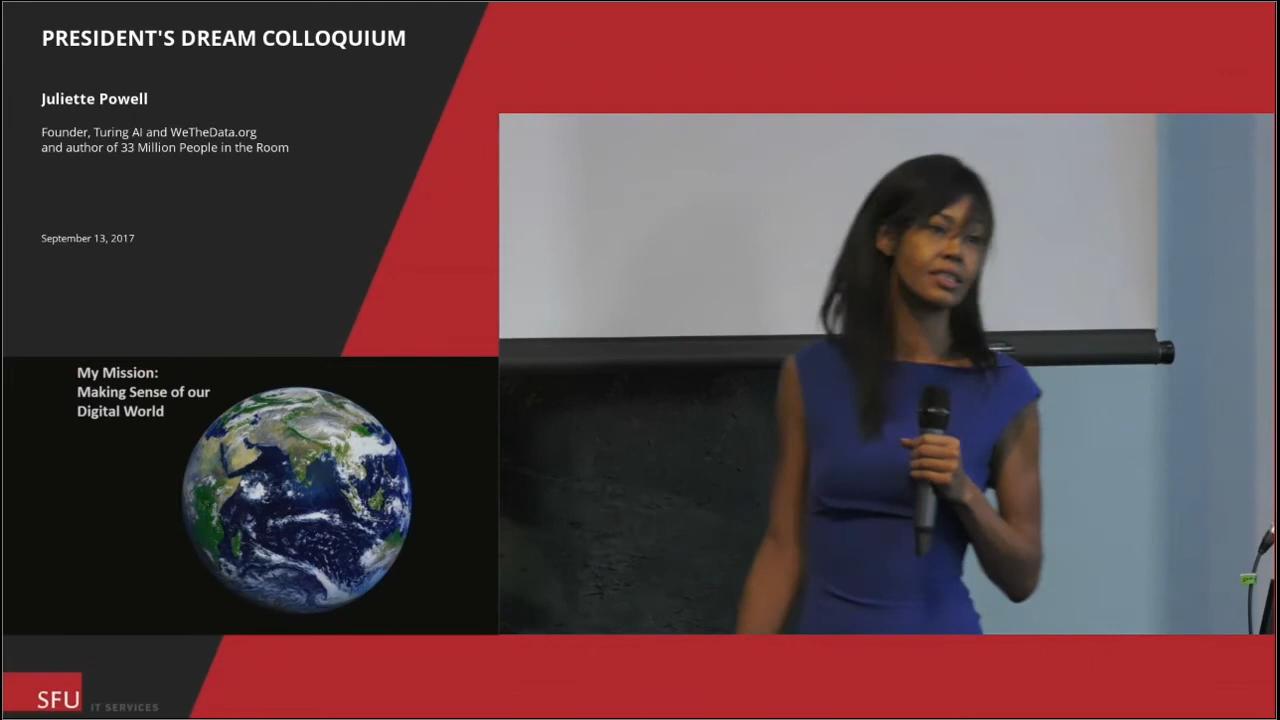 PRESIDENT'S DREAM COLLOQUIUM
Juliette Powell
Founder, Turing AI and WeTheData.org
and author of 33 Million People in the Room
September 13, 2017
My Mission:
Making Sense of our
Digital World
SFU IT SERVICES